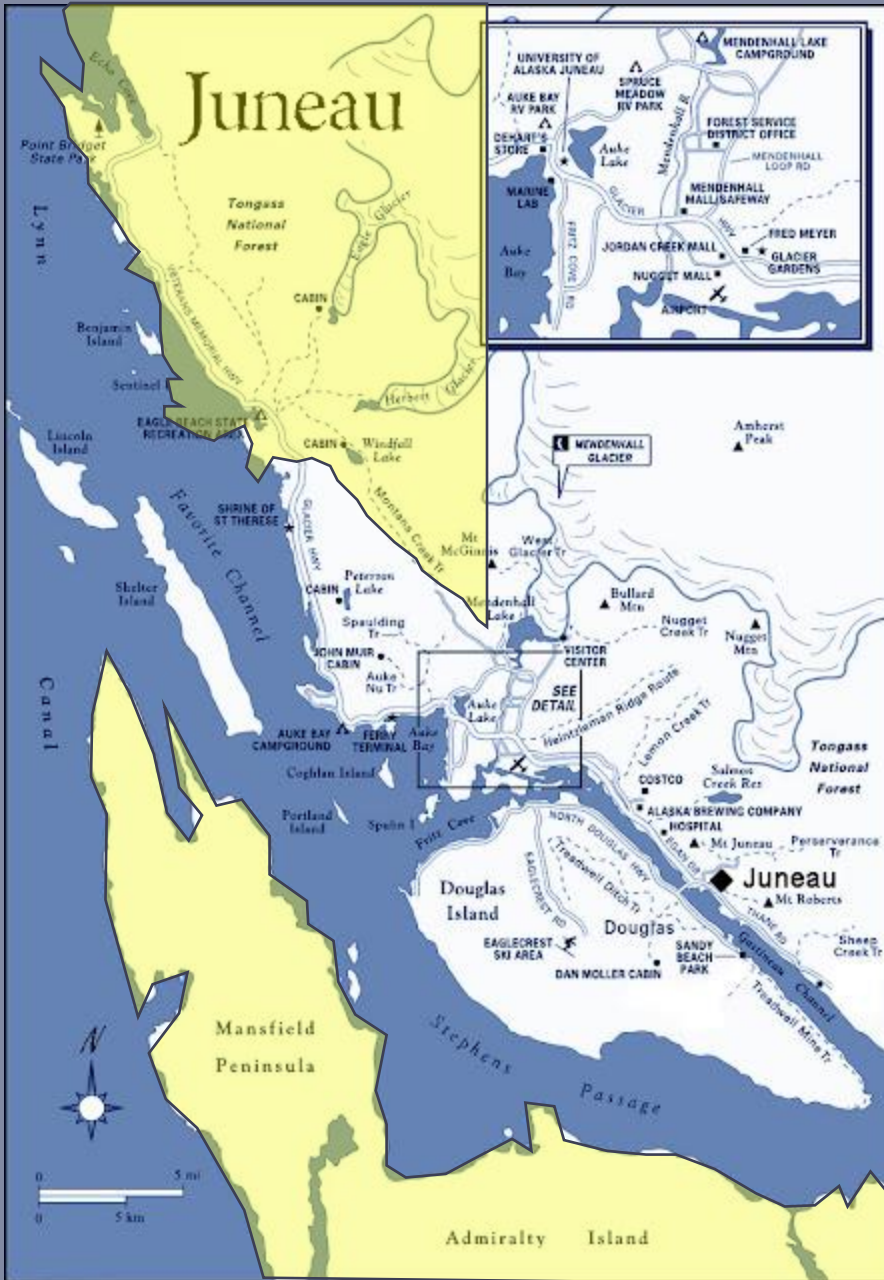 Juneau
Echo Cove
Point Bridget
State Park
Lynn
Canal
Tongass
National
Forest
Eagle Glacier
CABIN
VETERANS MEMORIAL HWY
Benjamin
Island
Sentinel
Herbert Glacier
EAGLE BEACH STATE
RECREATION AREA
CABIN
Windfall
Lake
Lincoln
Island
Favorite Channel
SHRINE OF
ST THERESE
GLACIER HWY
Montana Creek Tr
Mt
McGinnis
West
Glacier Tr
MENDENHALL
GLACIER
Amherst
Peak
Shelter
Island
CABIN
Peterson
Lake
Spaulding
Tr
JOHN MUIR
CABIN
Auke
Nu Tr
Mendenhall
Lake
Bullard
Mtn
Nugget
Creek Tr
Nugget
Mtn
VISITOR
CENTER
SEE
DETAIL
Auke
Lake
AUKE BAY
CAMPGROUND
FERRY
TERMINAL
Auke
Bay
Heintzleman Ridge Route
Lemon Creek Tr
Tongass
National
Forest
Coghlan Island
COSTCO
Salmon
Creek Res
Portland
Island
Spuhn I
Fritz Cove
ALASKA BREWING COMPANY
HOSPITAL
NORTH DOUGLAS HWY
EGAN DR
Mt Juneau
Perserverance
Tr
Treadwell Ditch Tr
EAGLECREST RD
Juneau
Douglas
Island
Mt Roberts
THANE RD
Douglas
EAGLECREST
SKI AREA
SANDY
BEACH
PARK
Gastineau Channel
Sheep
Creek Tr
DAN MOLLER CABIN
Treadwell Mine Tr
Stephens Passage
Mansfield
Peninsula
N
0 5 mi
0 5 km
Admiralty Island
UNIVERSITY OF
ALASKA JUNEAU
MENDENHALL LAKE
CAMPGROUND
SPRUCE
MEADOW
RV PARK
AUKE BAY
RV PARK
DEHART'S
STORE
Auke
Lake
Mendenhall R
FOREST SERVICE
DISTRICT OFFICE
MENDENHALL
LOOP RD
MARINE
LAB
GLACIER HWY
MENDENHALL
MALL/SAFEWAY
Auke
Bay
FRITZ COVE RD
JORDAN CREEK MALL
FRED MEYER
GLACIER
GARDENS
NUGGET MALL
AIRPORT